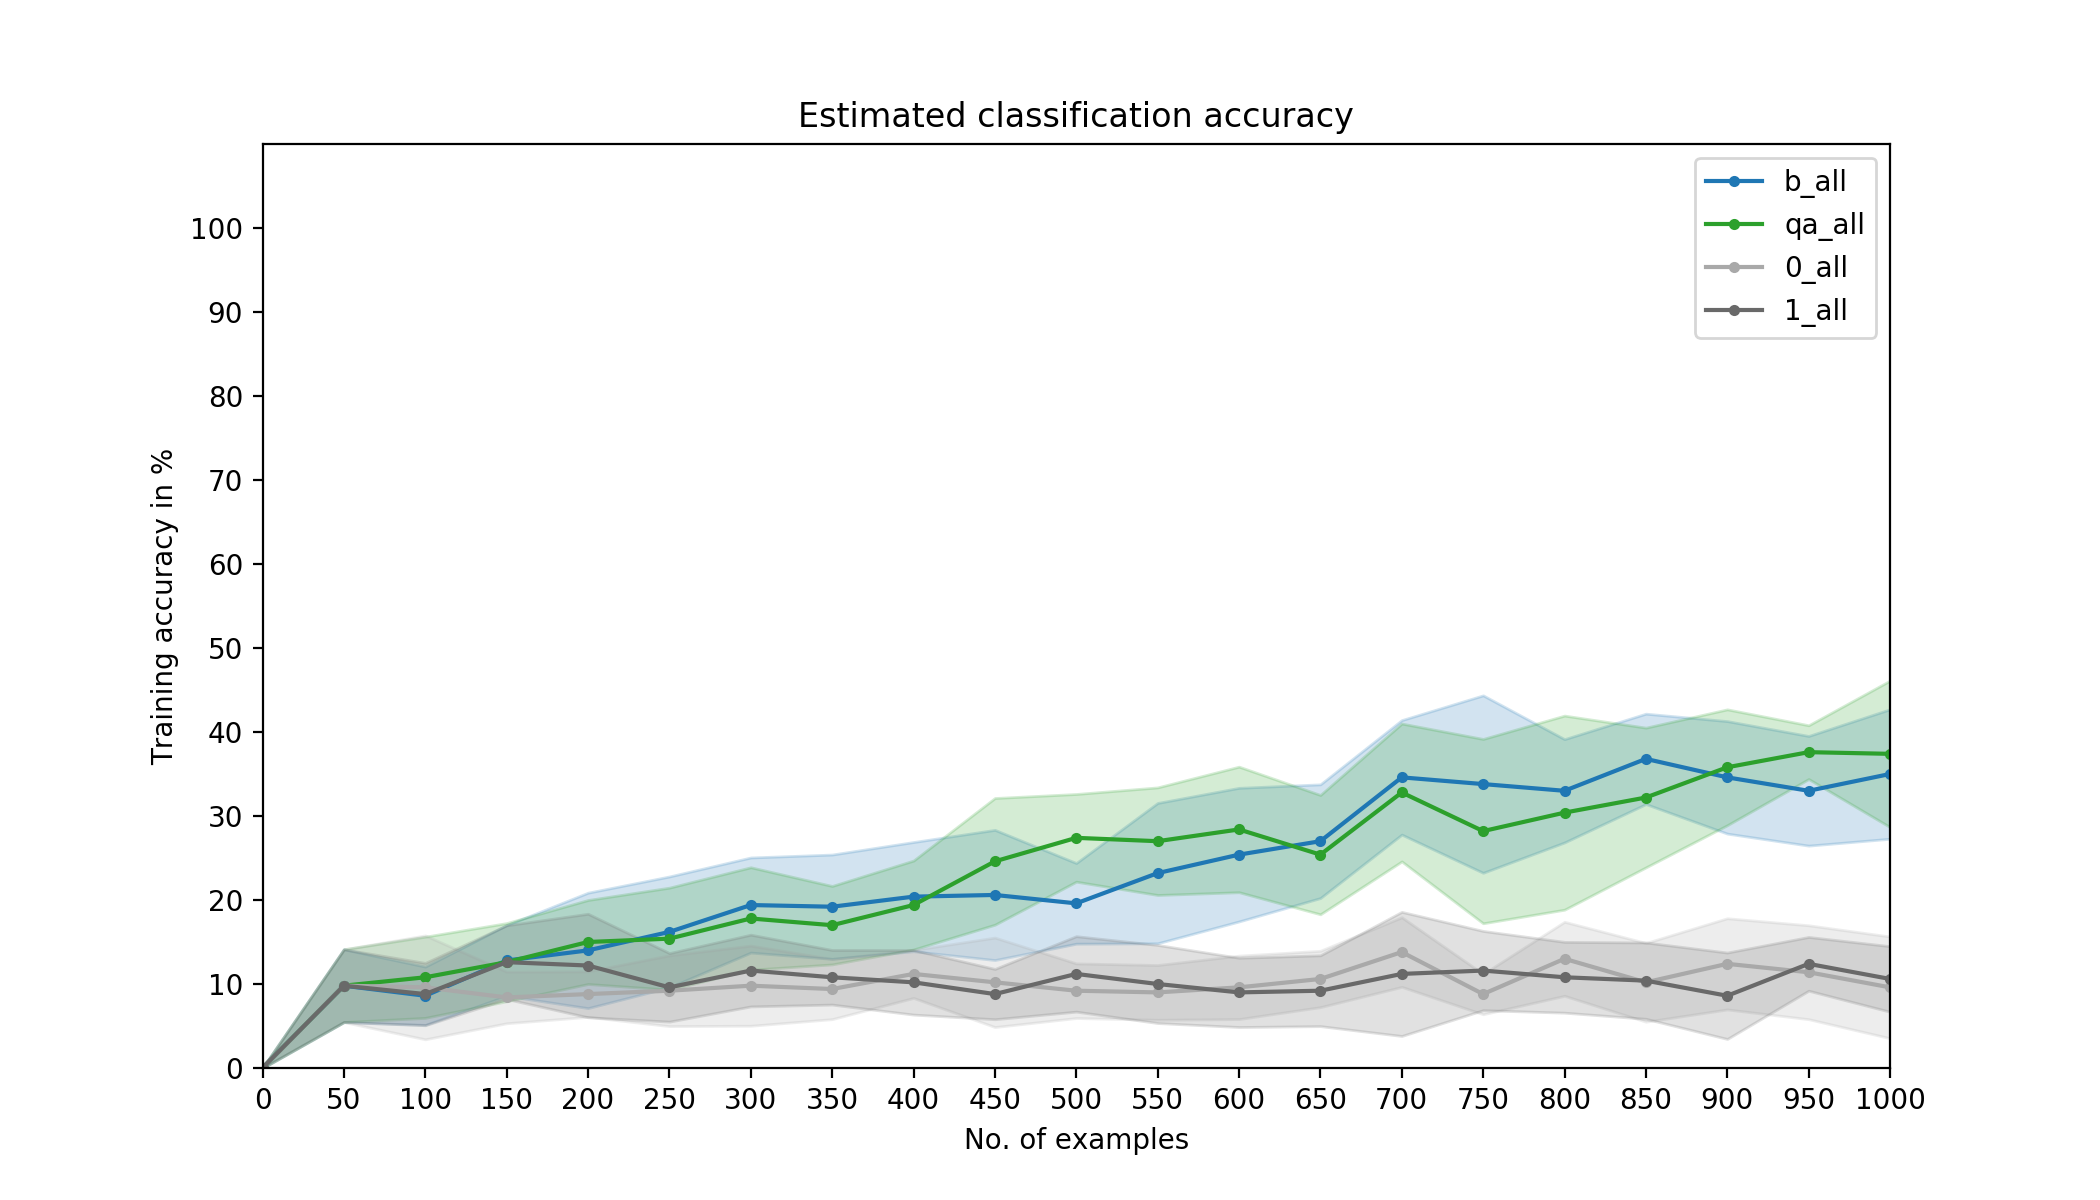 Estimated classification accuracy
b_all
qa_all
0_all
1_all
100
90
80
70
60
50
40
30
20
10
0
Training accuracy in %
0 50 100 150 200 250 300 350 400 450 500 550 600 650 700 750 800 850 900 950 1000
No. of examples